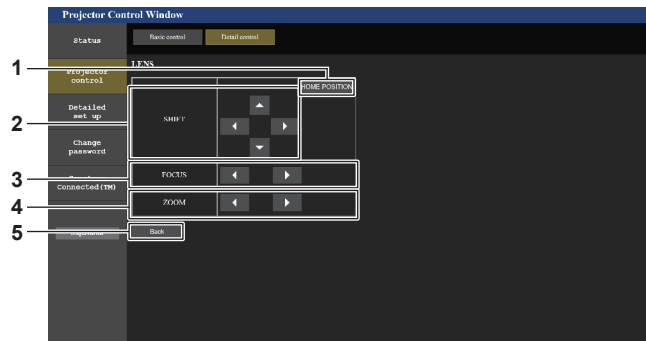 Projector Control Window
Status
Basic control
Detail control
1
LENS
Projector
control
HOME POSITION
2
SHIFT
Detailed
set up
Change
password
3
FOCUS
Connected(TM)
4
ZOOM
5
Back